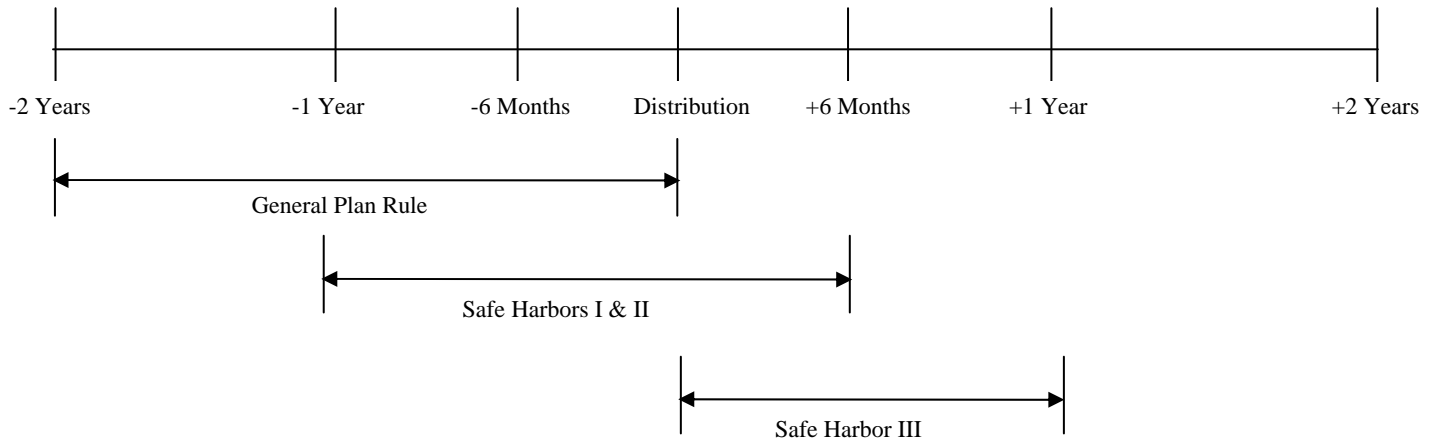 -2 Years -1 Year -6 Months Distribution +6 Months +1 Year +2 Years
General Plan Rule
Safe Harbors I & II
Safe Harbor III